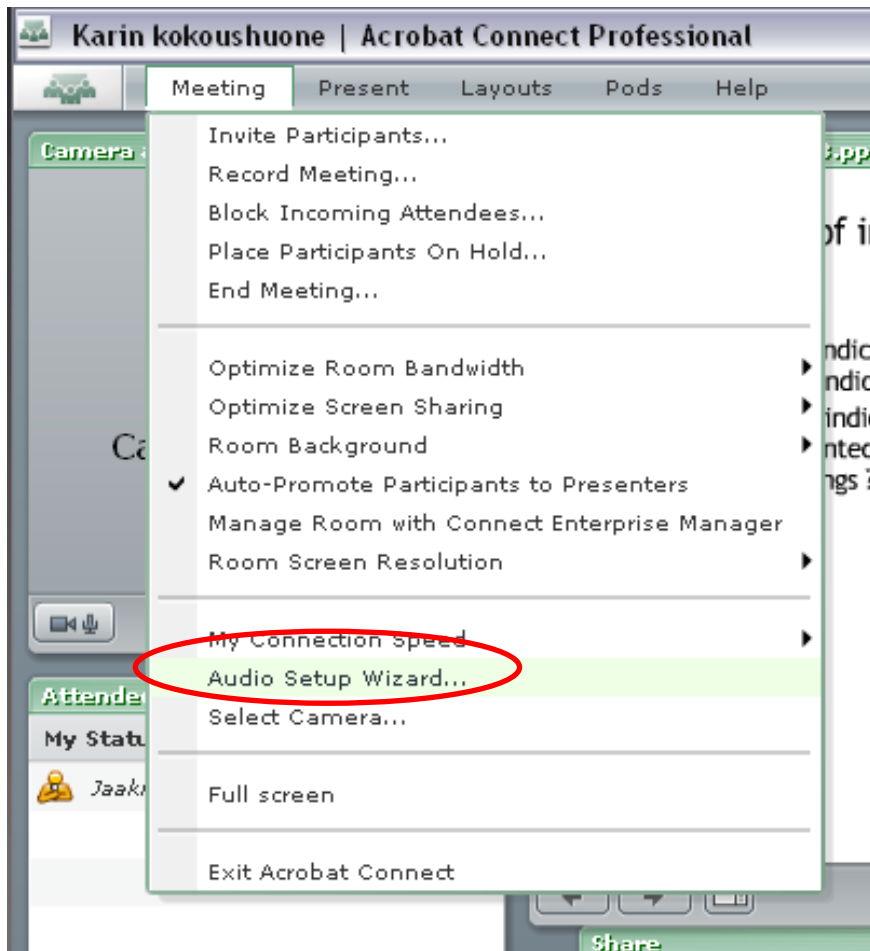 Karin kokoushuone | Acrobat Connect Professional
Meeting Present Layouts Pods Help
Camera
Invite Participants...
Record Meeting...
Block Incoming Attendees...
Place Participants On Hold...
End Meeting...
Optimize Room Bandwidth
Optimize Screen Sharing
Room Background
Auto-Promote Participants to Presenters
Manage Room with Connect Enterprise Manager
Room Screen Resolution
My Connection Speed
Audio Setup Wizard...
Select Camera...
Full screen
Exit Acrobat Connect
of
My
Share